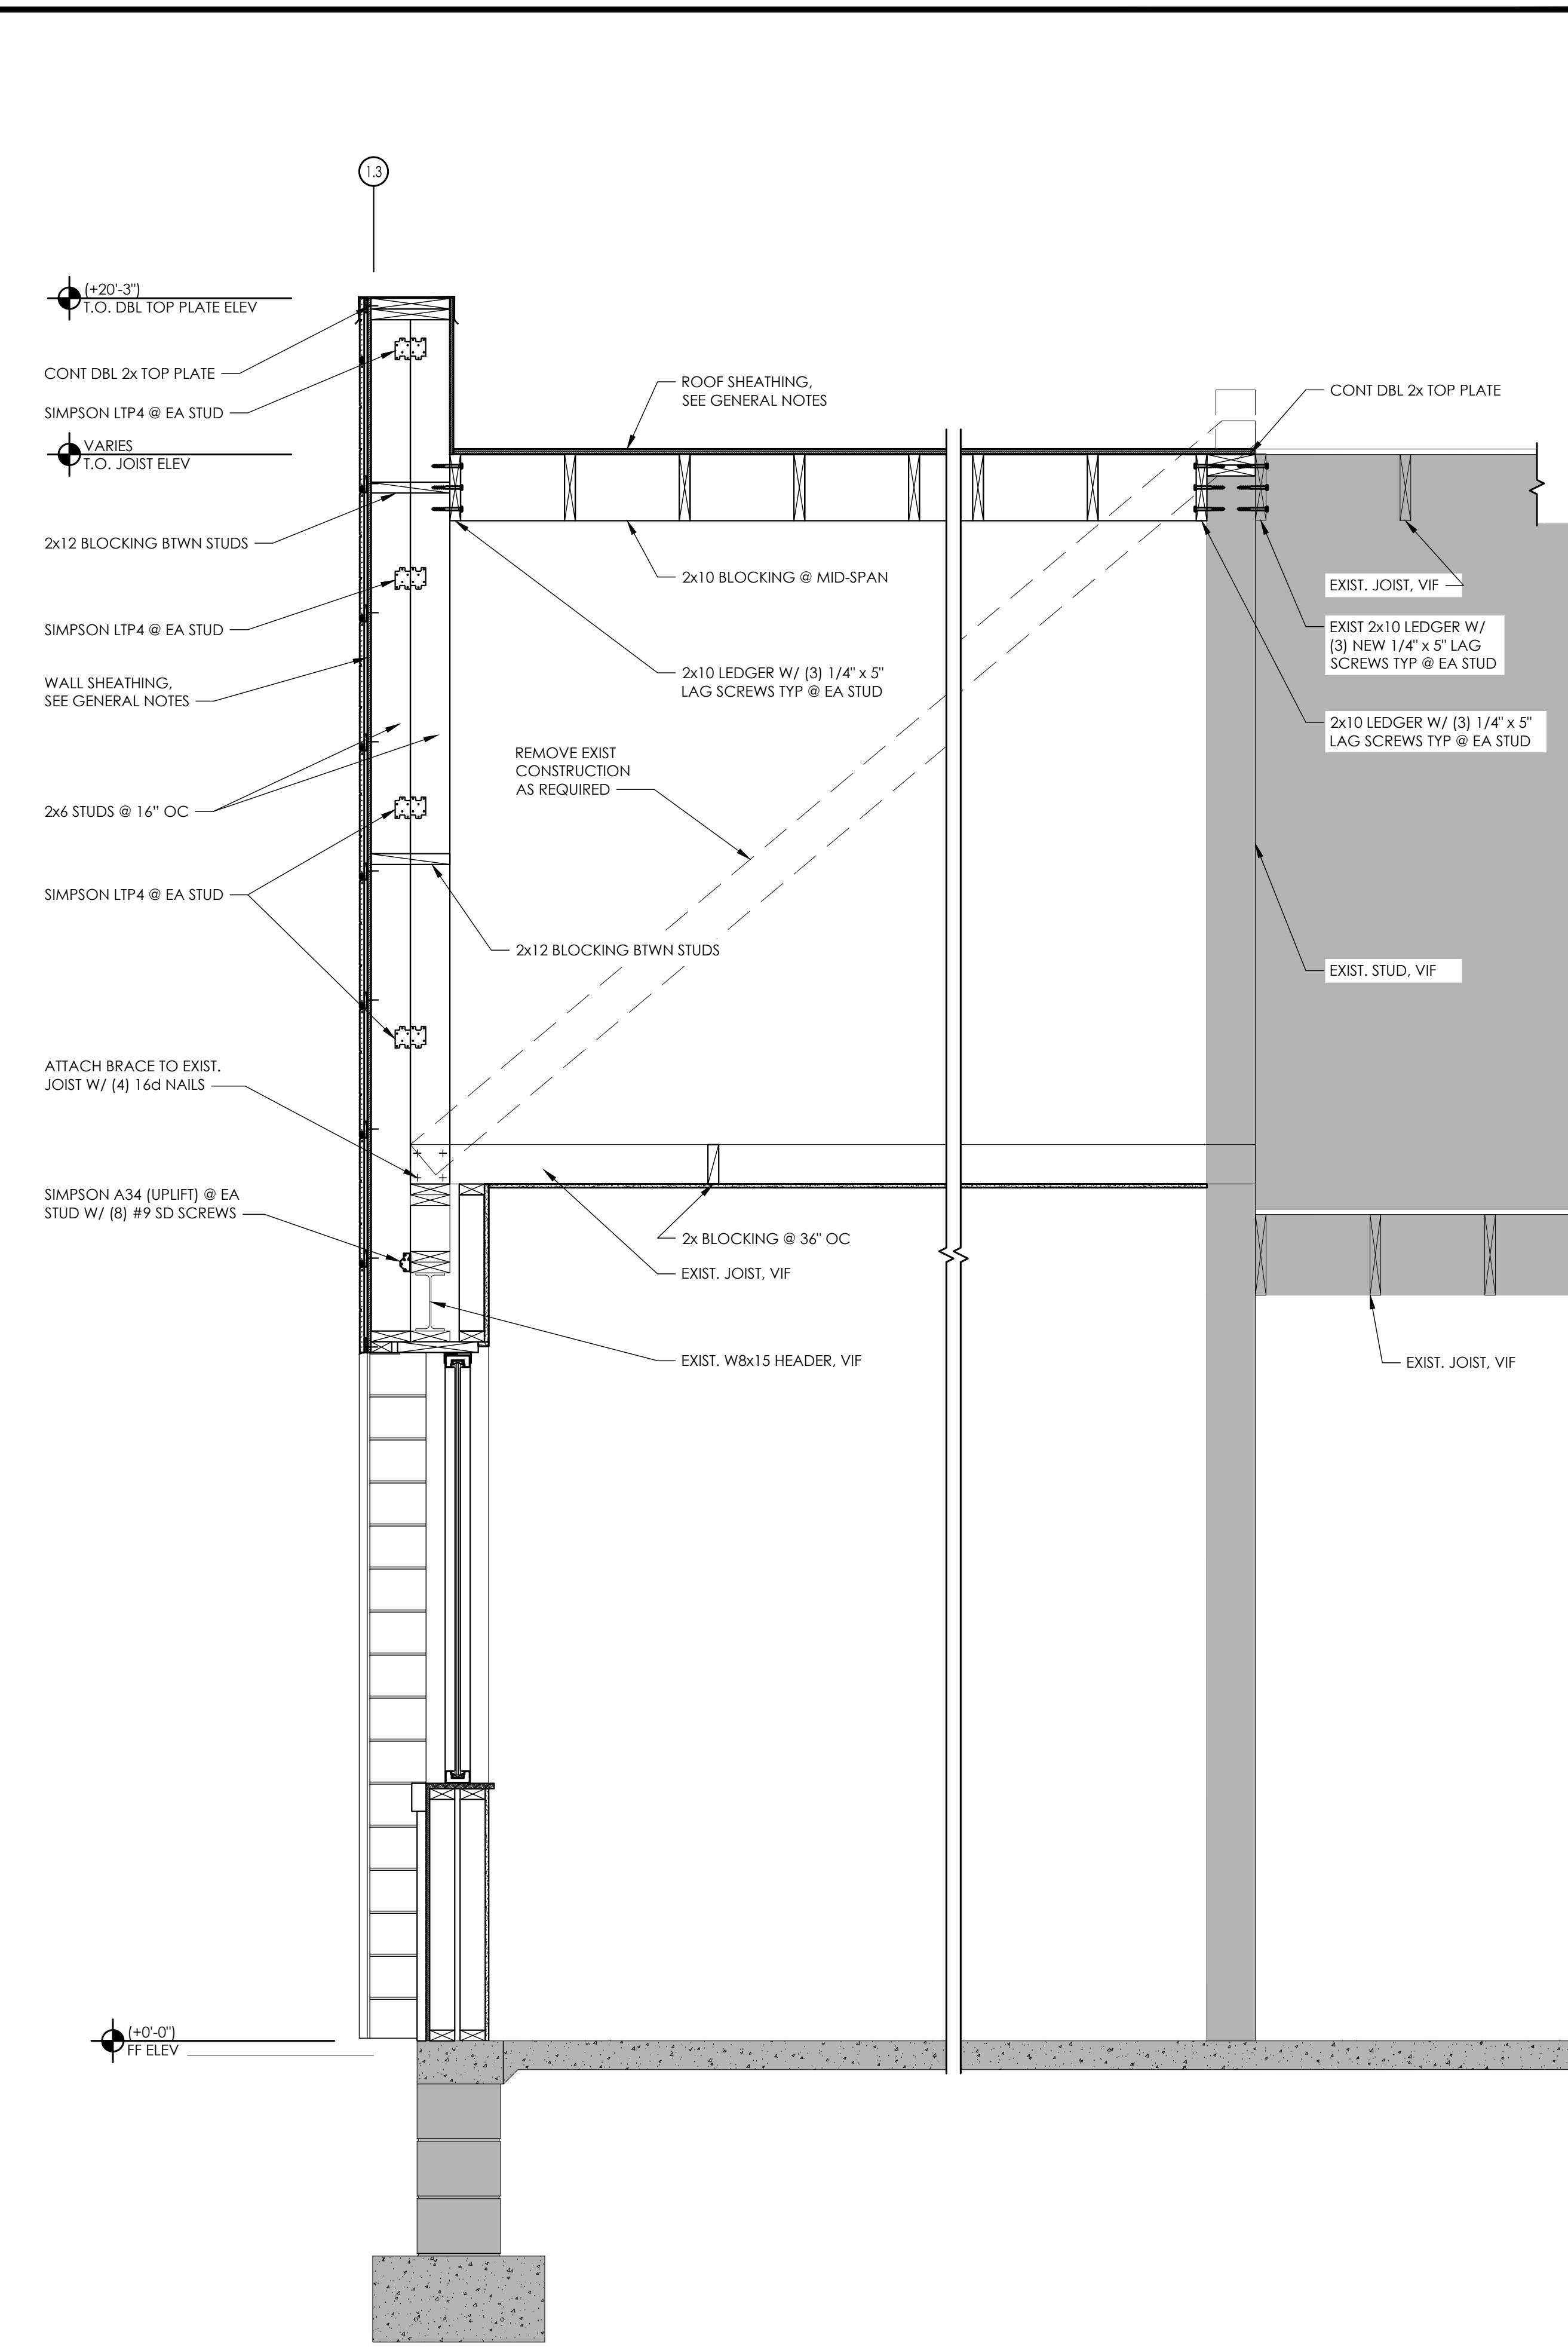 1.3
(+20'-3")
T.O. DBL TOP PLATE ELEV
CONT DBL 2x TOP PLATE
SIMPSON LTP4 @ EA STUD
VARIES
T.O. JOIST ELEV
2x12 BLOCKING BTWN STUDS
SIMPSON LTP4 @ EA STUD
WALL SHEATHING,
SEE GENERAL NOTES
2x6 STUDS @ 16" OC
SIMPSON LTP4 @ EA STUD
ATTACH BRACE TO EXIST.
JOIST W/ (4) 16d NAILS
SIMPSON A34 (UPLIFT) @ EA
STUD W/ (8) #9 SD SCREWS
ROOF SHEATHING,
SEE GENERAL NOTES
2x10 BLOCKING @ MID-SPAN
2x10 LEDGER W/ (3) 1/4" x 5"
LAG SCREWS TYP @ EA STUD
REMOVE EXIST
CONSTRUCTION
AS REQUIRED
2x12 BLOCKING BTWN STUDS
2x BLOCKING @ 36" OC
EXIST. JOIST, VIF
EXIST. W8x15 HEADER, VIF
CONT DBL 2x TOP PLATE
EXIST. JOIST, VIF
EXIST 2x10 LEDGER W/
(3) NEW 1/4" x 5" LAG
SCREWS TYP @ EA STUD
2x10 LEDGER W/ (3) 1/4" x 5"
LAG SCREWS TYP @ EA STUD
EXIST. STUD, VIF
EXIST. JOIST, VIF
(+0'-0")
FF ELEV